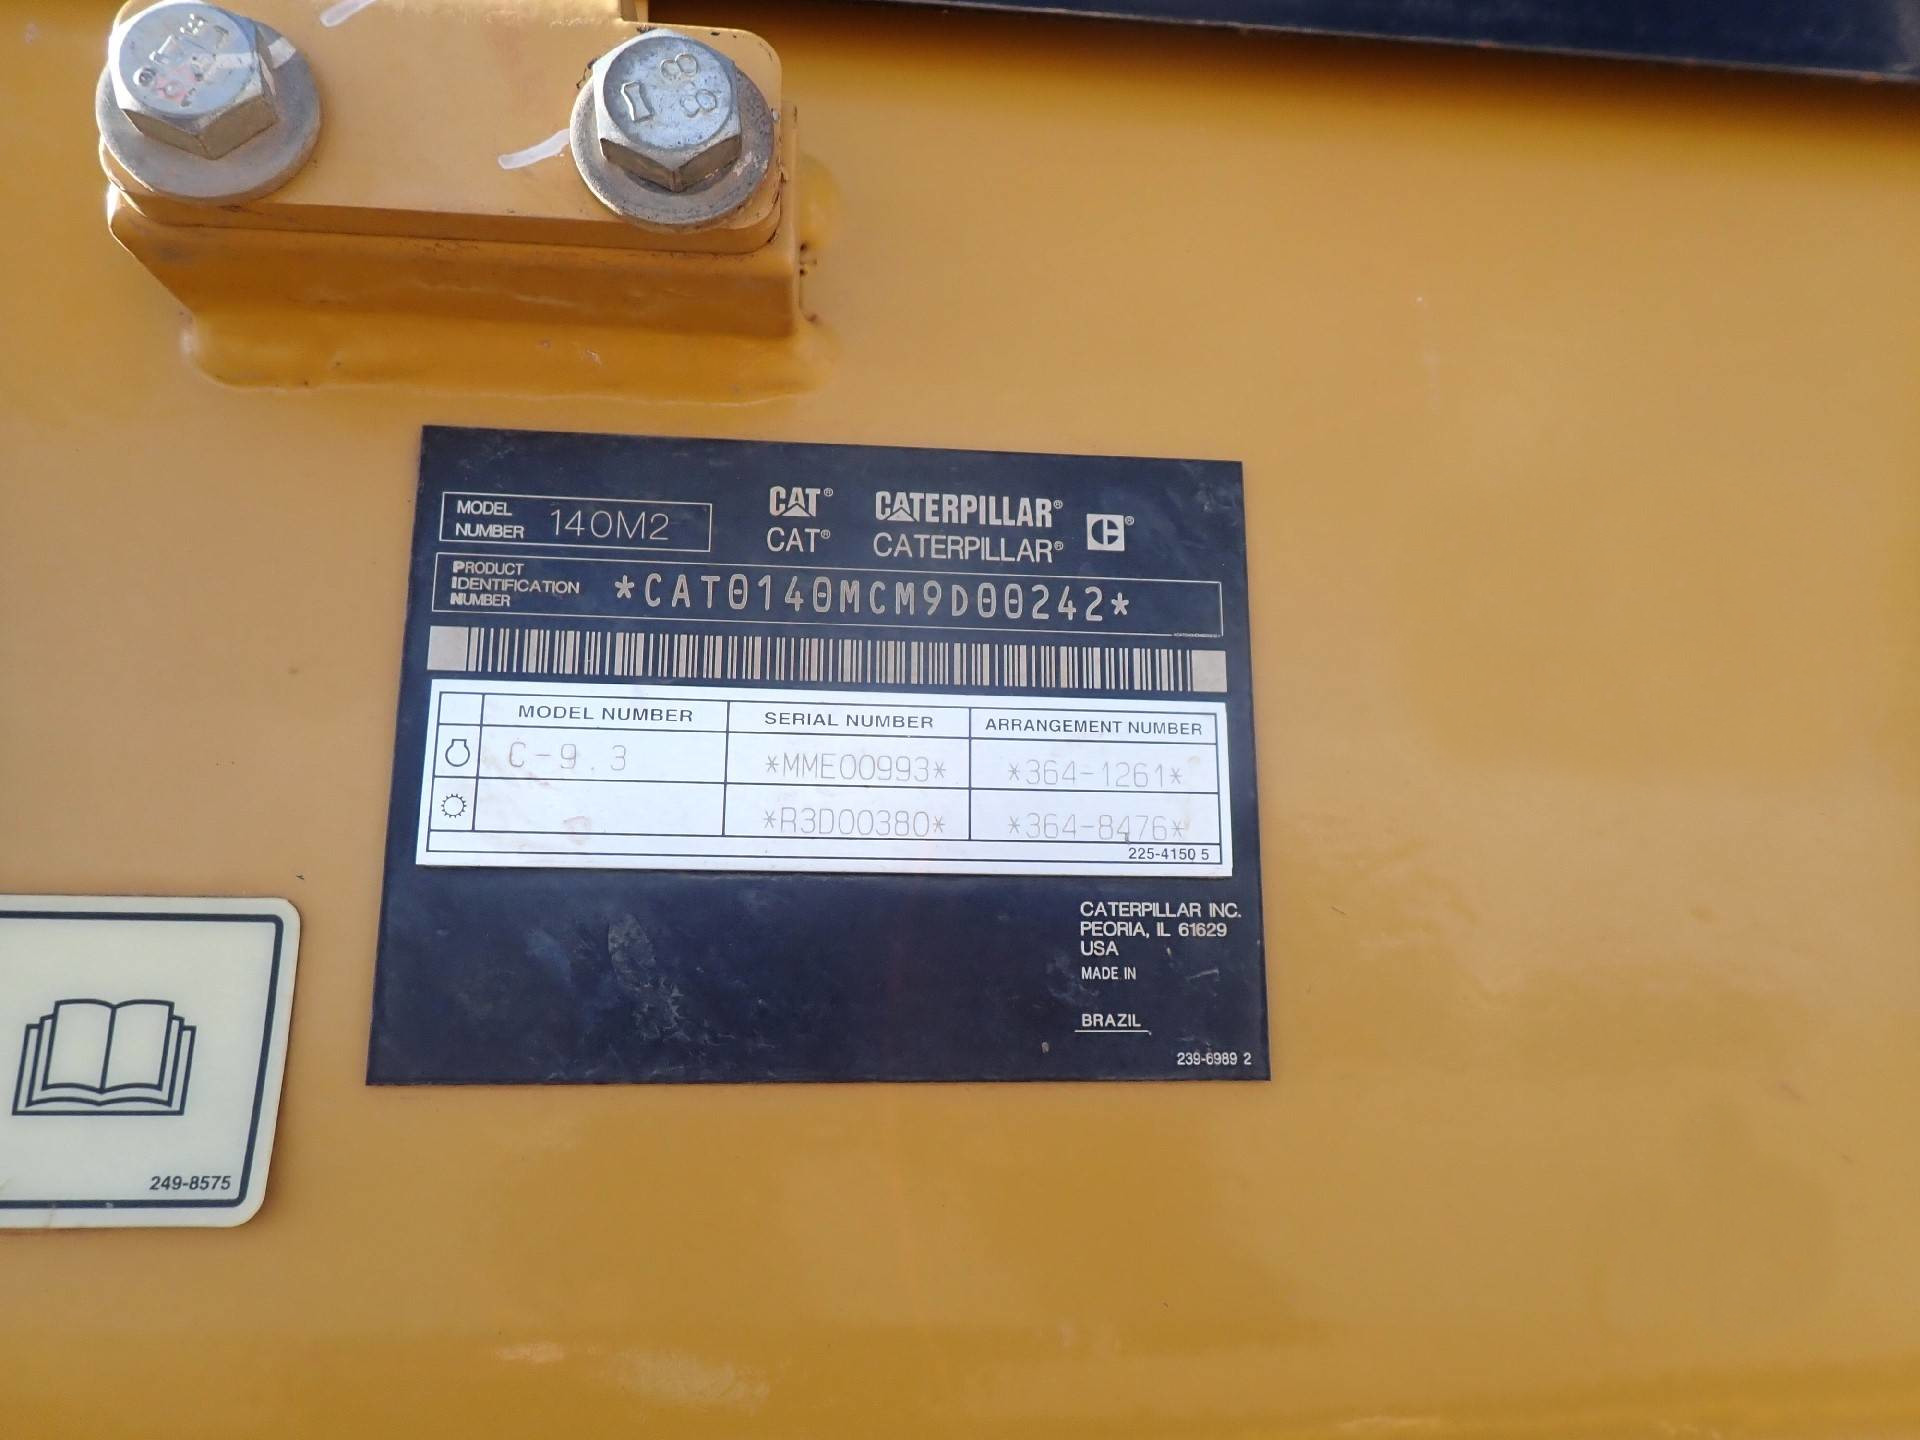 8 8
MODEL NUMBER 140M2
CAT® CATERPILLAR® C®
CAT® CATERPILLAR®
PRODUCT IDENTIFICATION NUMBER *CAT0140MCM9D00242*
MODEL NUMBER SERIAL NUMBER ARRANGEMENT NUMBER
C-9.3 *MME00993* *364-1261*
*R3D00380* *364-8476*
225-4150 5
CATERPILLAR INC.
PEORIA, IL 61629
USA
MADE IN
BRAZIL
239-6989 2
249-8575